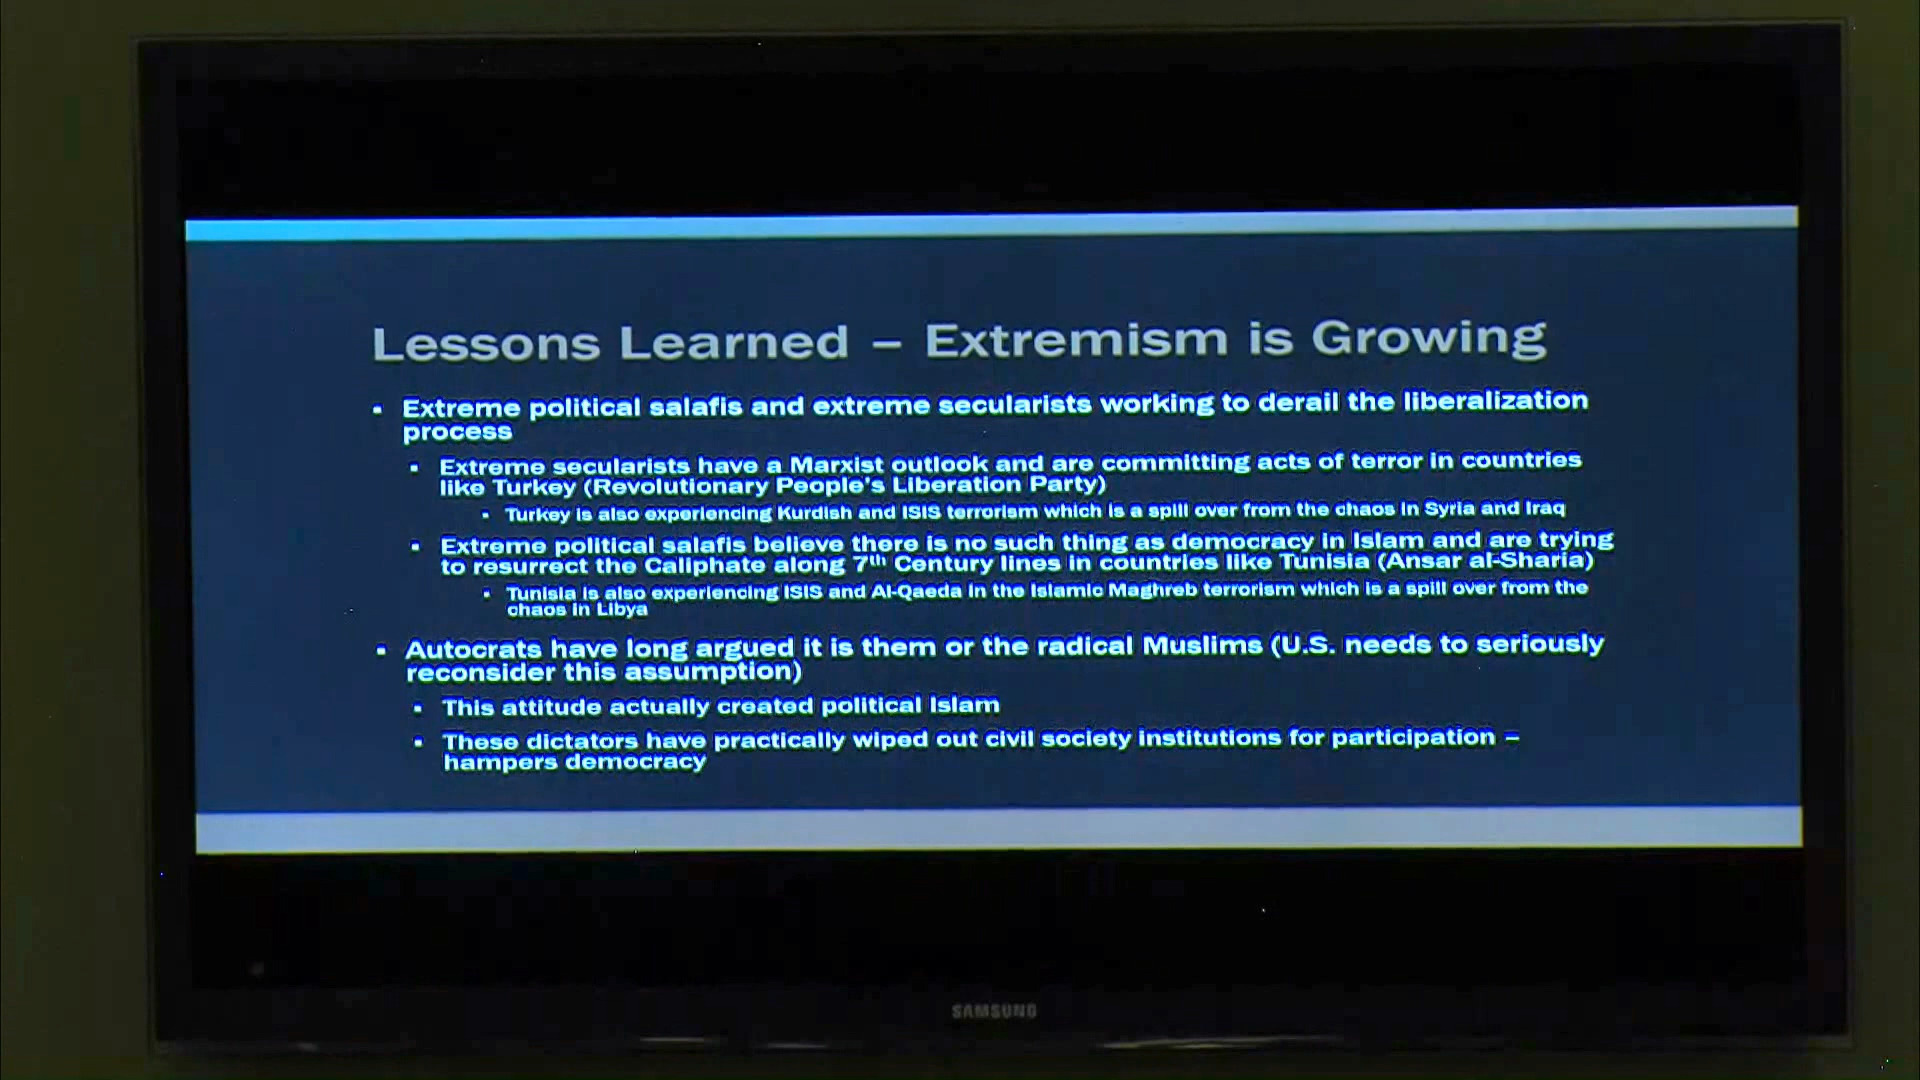 Lessons Learned – Extremism is Growing
▪ Extreme political salafis and extreme secularists working to derail the liberalization
process
▪ Extreme secularists have a Marxist outlook and are committing acts of terror in countries
like Turkey (Revolutionary People's Liberation Party)
▪ Turkey is also experiencing Kurdish and ISIS terrorism which is a spill over from the chaos in Syria and Iraq
▪ Extreme political salafis believe there is no such thing as democracy in Islam and are trying
to resurrect the Caliphate along 7th Century lines in countries like Tunisia (Ansar al-Sharia)
▪ Tunisia is also experiencing ISIS and Al-Qaeda in the Islamic Maghreb terrorism which is a spill over from the
chaos in Libya
▪ Autocrats have long argued it is them or the radical Muslims (U.S. needs to seriously
reconsider this assumption)
▪ This attitude actually created political Islam
▪ These dictators have practically wiped out civil society institutions for participation –
hampers democracy
SAMSUNG